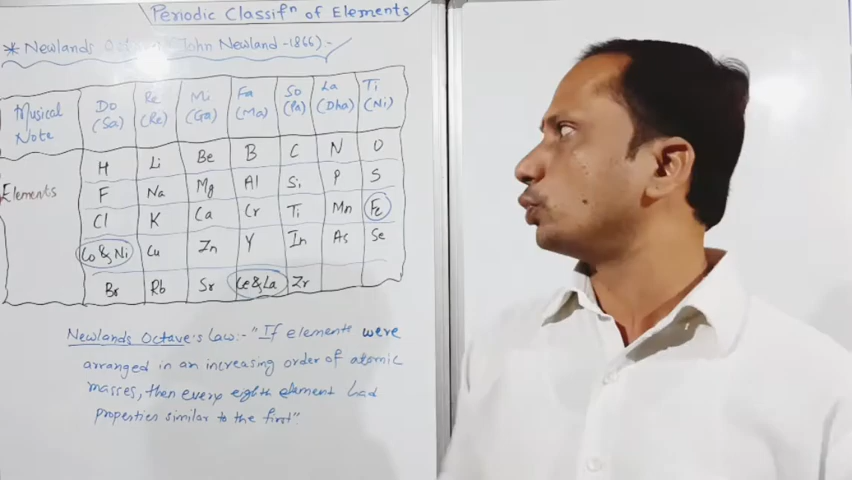 Periodic Classifⁿ of Elements
* Newlands Octave (John Newland-1866):-
Musical Note Do (Sa) Re (Re) Mi (Ga) Fa (Ma) So (Pa) La (Dha) Ti (Ni)
Elements H Li Be B C N O
F Na Mg Al Si P S
Cl K Ca Cr Ti Mn Fe
Co & Ni Cu Zn Y In As Se
Br Rb Sr Ce & La Zr
Newlands Octave's Law:- "If elements were
arranged in an increasing order of atomic
masses, then every eighth element had
properties similar to the first"